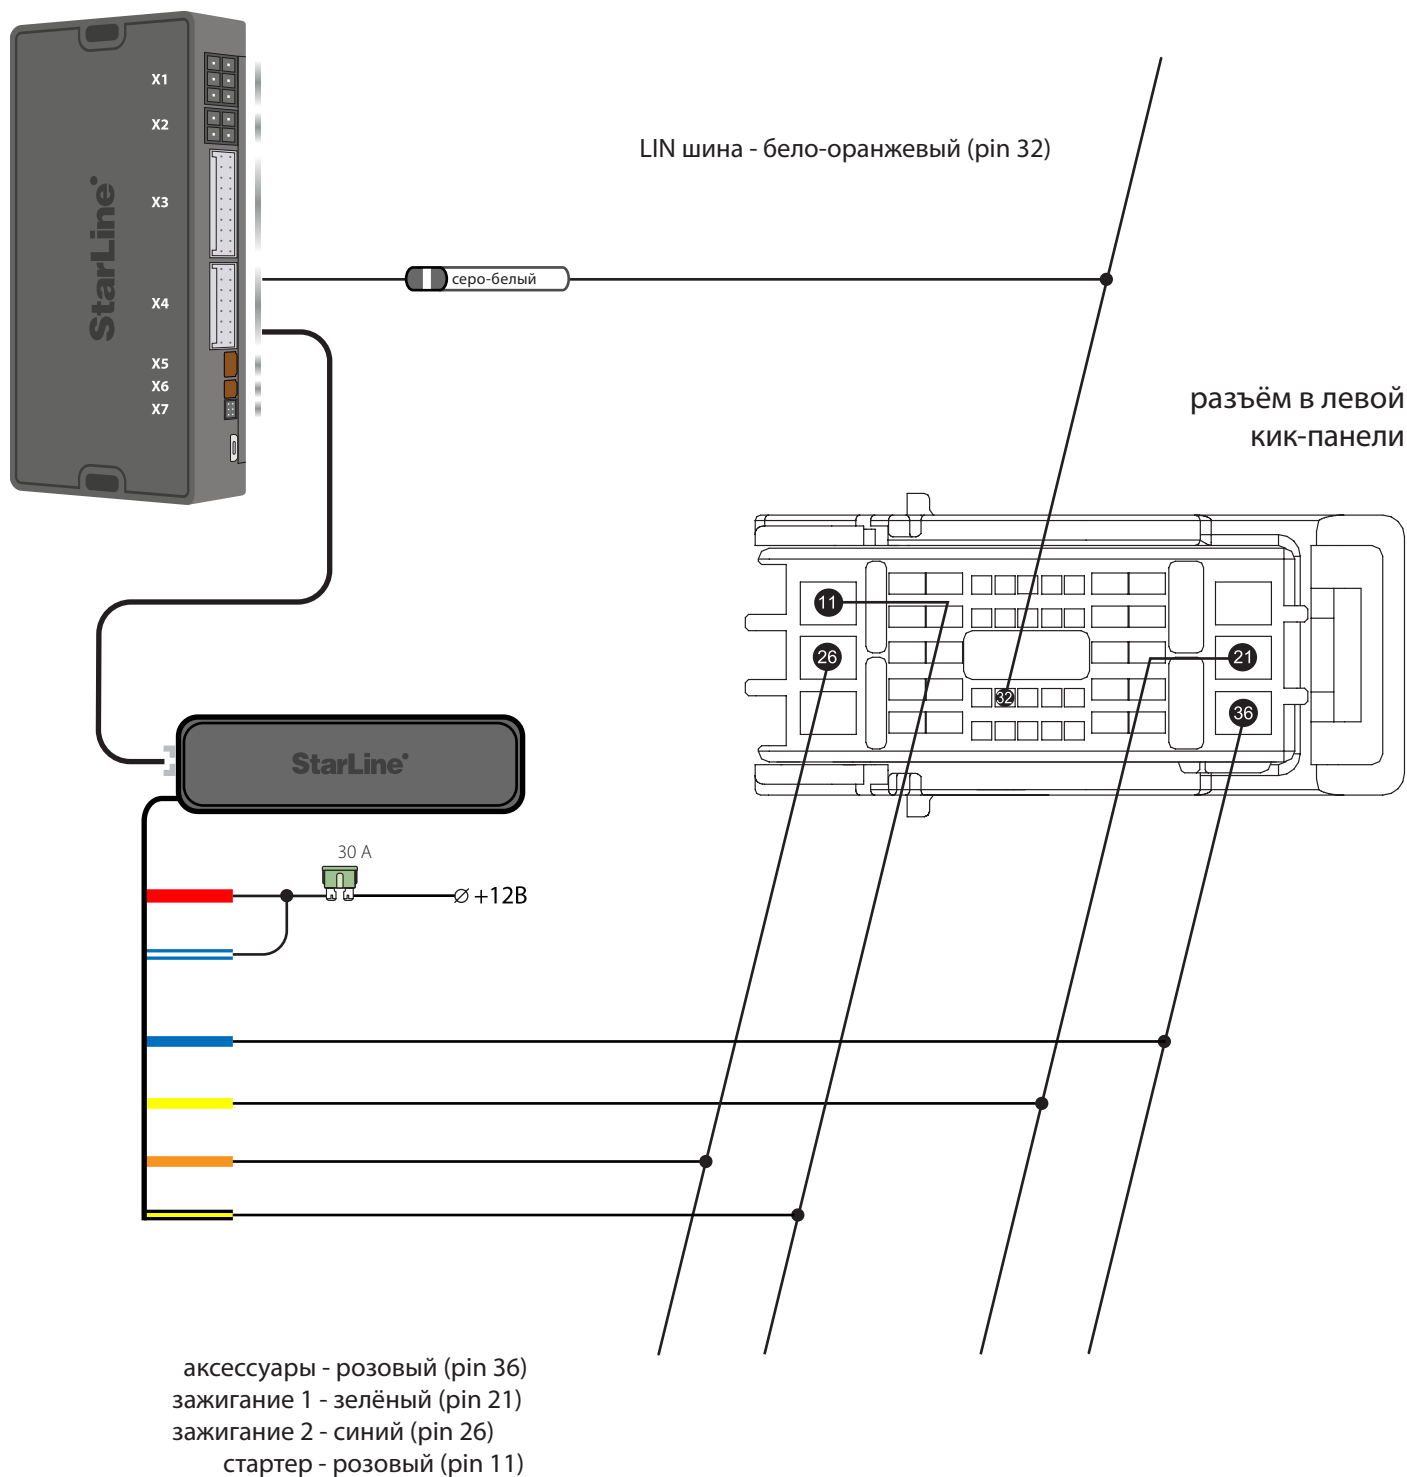 X1
X2
X3
X4
X5
X6
X7
StarLine
LIN шина - бело-оранжевый (pin 32)
серо-белый
разъём в левой
кик-панели
11
26
32
21
36
StarLine
30 A
+12В
аксессуары - розовый (pin 36)
зажигание 1 - зелёный (pin 21)
зажигание 2 - синий (pin 26)
стартер - розовый (pin 11)